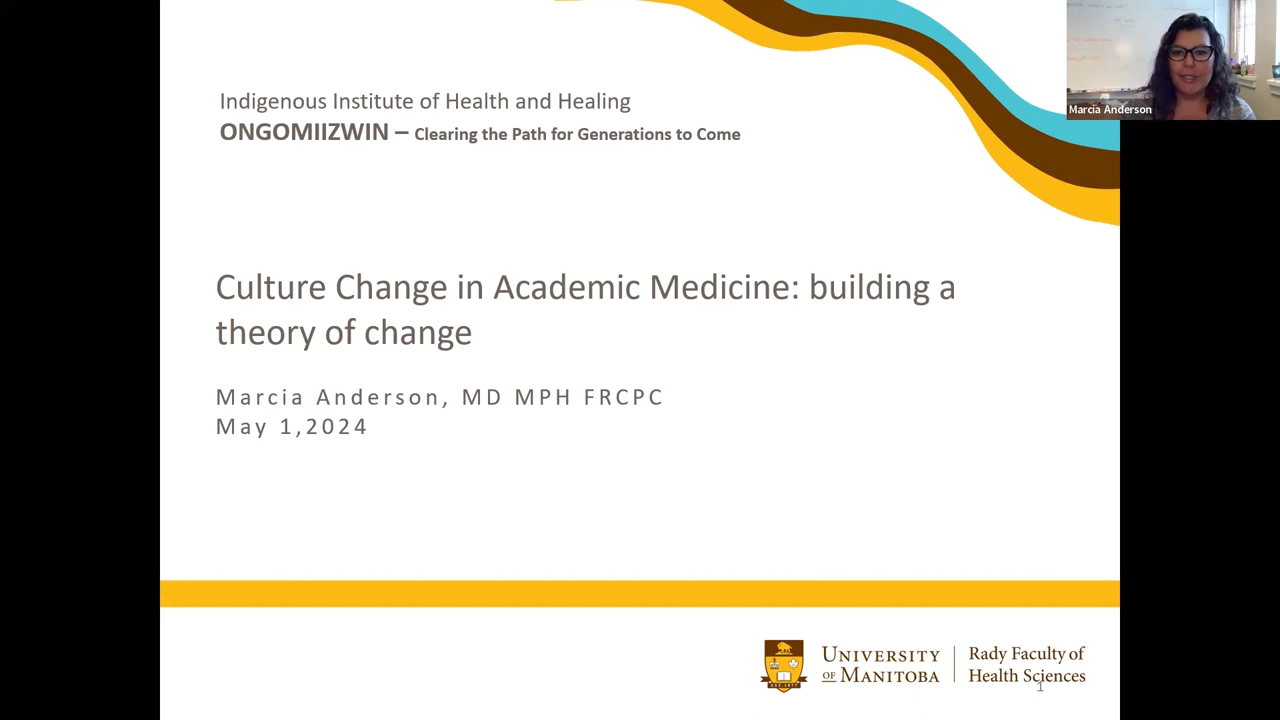 Indigenous Institute of Health and Healing
ONGOMIIZWIN – Clearing the Path for Generations to Come
Marcia Anderson
Culture Change in Academic Medicine: building a
theory of change
Marcia Anderson, MD MPH FRCPC
May 1,2024
UNIVERSITY
OF MANITOBA
Rady Faculty of
Health Sciences